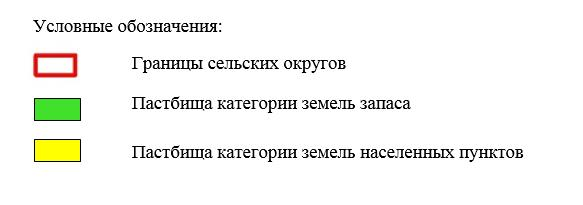 Условные обозначения:
Границы сельских округов
Пастбища категории земель запаса
Пастбища категории земель населенных пунктов